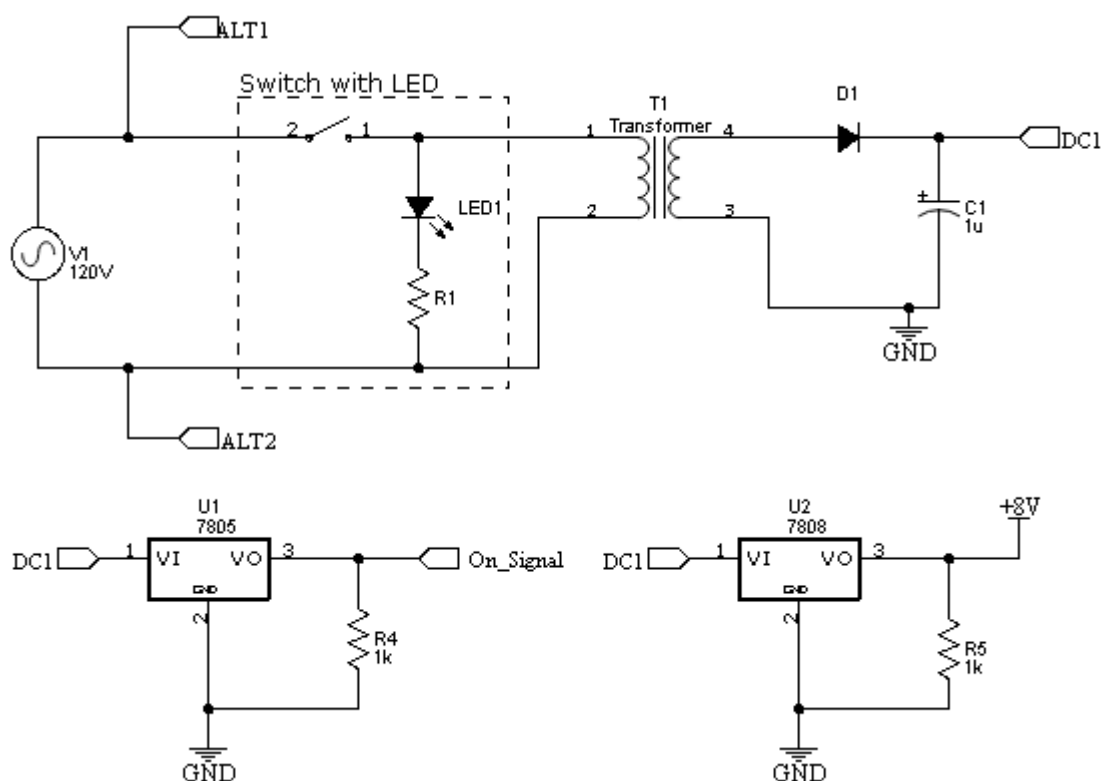 ALT1
Switch with LED
T1
Transformer
D1
2
1
1
4
DC1
LED1
2
3
+
C1
1u
V1
120V
R1
GND
ALT2
U1
7805
U2
7808
+8V
DC1
1
VI
VO
3
On_Signal
DC1
1
VI
VO
3
GND
GND
2
2
R4
1k
R5
1k
GND
GND